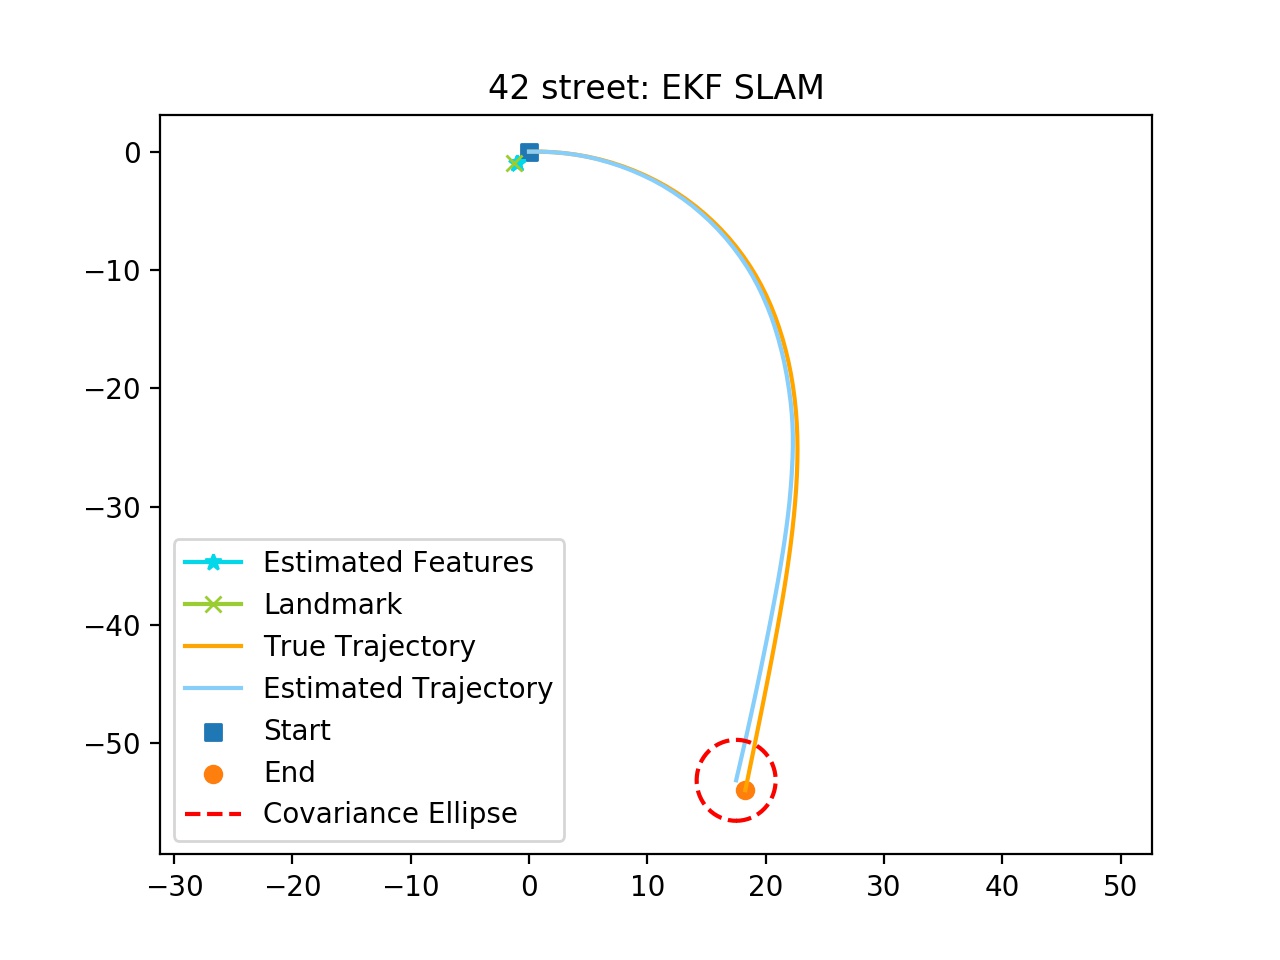 42 street: EKF SLAM
0
−10
−20
−30
−40
−50
Estimated Features
Landmark
True Trajectory
Estimated Trajectory
Start
End
Covariance Ellipse
−30 −20 −10 0 10 20 30 40 50